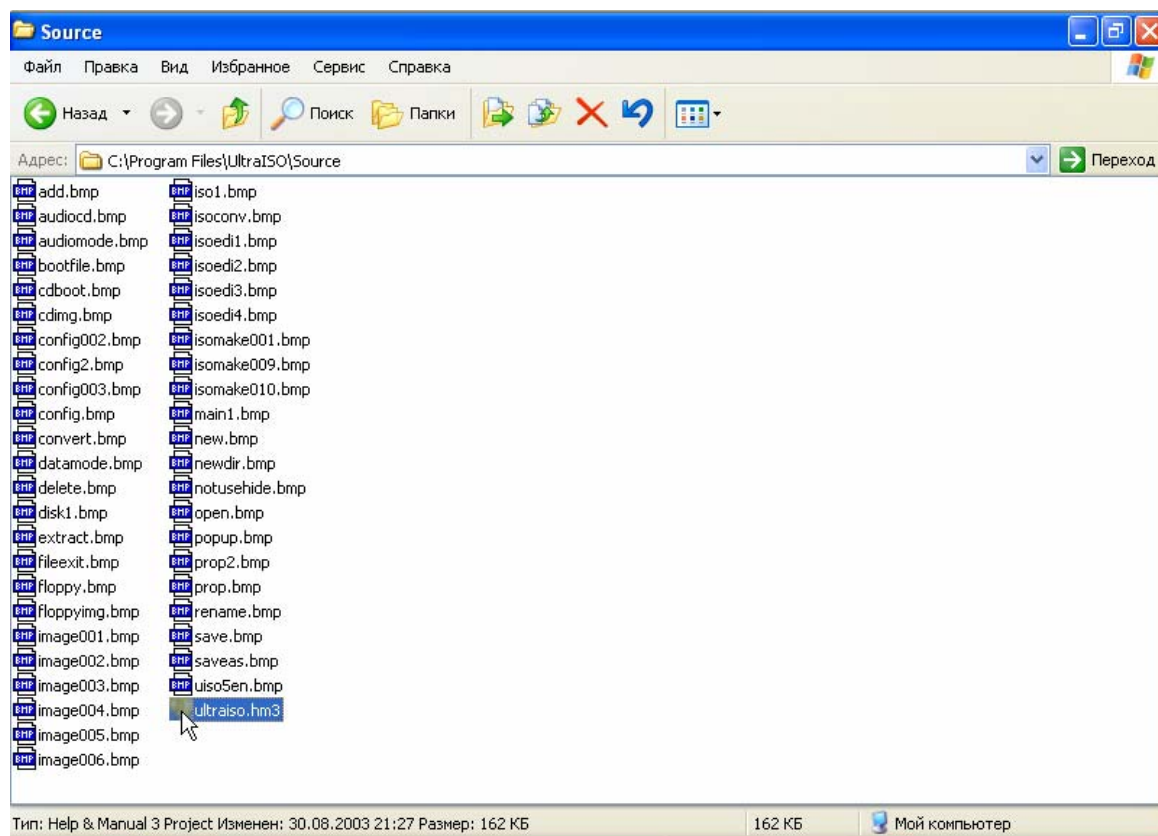 Source
Файл Правка Вид Избранное Сервис Справка
Назад Поиск Папки
Адрес: C:\Program Files\UltraISO\Source Переход
add.bmp
audiocd.bmp
audiomode.bmp
bootfile.bmp
cdboot.bmp
cdimg.bmp
config002.bmp
config2.bmp
config003.bmp
config.bmp
convert.bmp
datamode.bmp
delete.bmp
disk1.bmp
extract.bmp
fileexit.bmp
floppy.bmp
floppyimg.bmp
image001.bmp
image002.bmp
image003.bmp
image004.bmp
image005.bmp
image006.bmp
iso1.bmp
isoconv.bmp
isoedi1.bmp
isoedi2.bmp
isoedi3.bmp
isoedi4.bmp
isomake001.bmp
isomake009.bmp
isomake010.bmp
main1.bmp
new.bmp
newdir.bmp
notusehide.bmp
open.bmp
popup.bmp
prop2.bmp
prop.bmp
rename.bmp
save.bmp
saveas.bmp
uiso5en.bmp
ultraiso.hm3
Тип: Help & Manual 3 Project Изменен: 30.08.2003 21:27 Размер: 162 КБ 162 КБ Мой компьютер